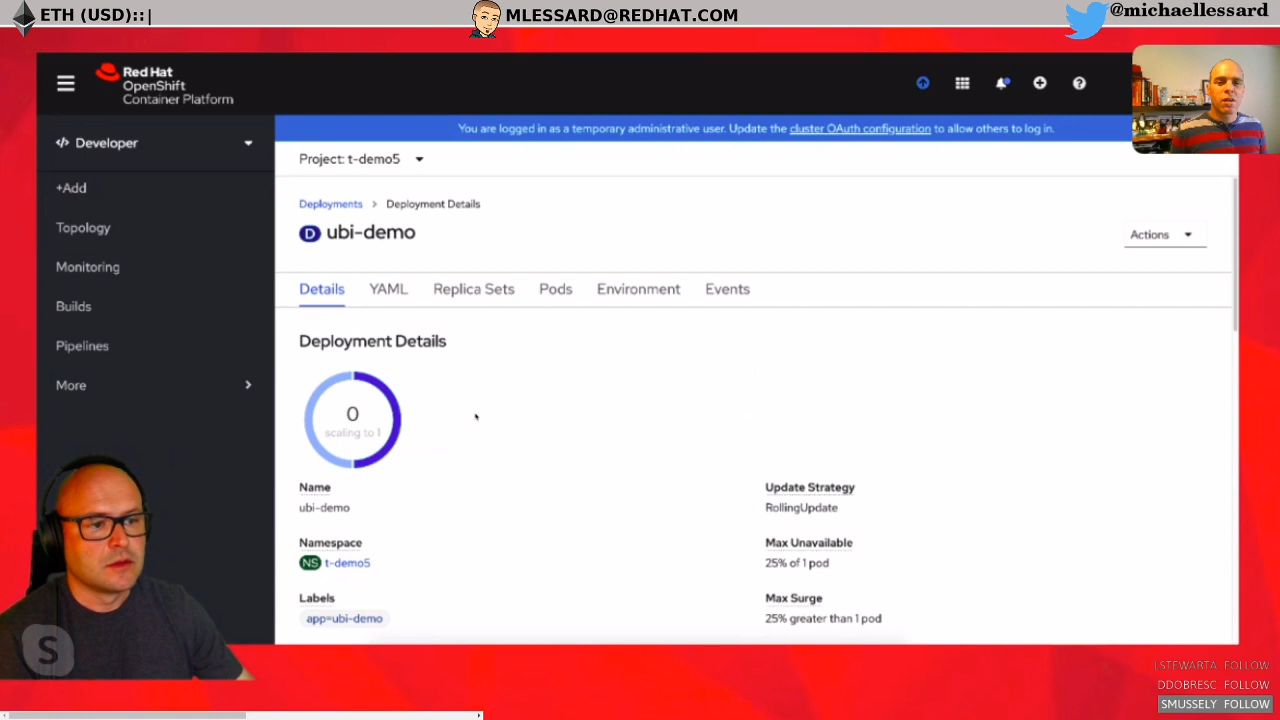 ETH (USD)::|
MLESSARD@REDHAT.COM
@michaellessard
Red Hat
OpenShift
Container Platform
You are logged in as a temporary administrative user. Update the cluster OAuth configuration to allow others to log in.
</> Developer
+Add
Topology
Monitoring
Builds
Pipelines
More
Project: t-demo5
Deployments > Deployment Details
D ubi-demo
Actions
Details YAML Replica Sets Pods Environment Events
Deployment Details
0
scaling to 1
Name
ubi-demo
Namespace
NS t-demo5
Labels
app=ubi-demo
Update Strategy
RollingUpdate
Max Unavailable
25% of 1 pod
Max Surge
25% greater than 1 pod
S
LSTEWARTA FOLLOW
DDOBRESC FOLLOW
SMUSSELY FOLLOW